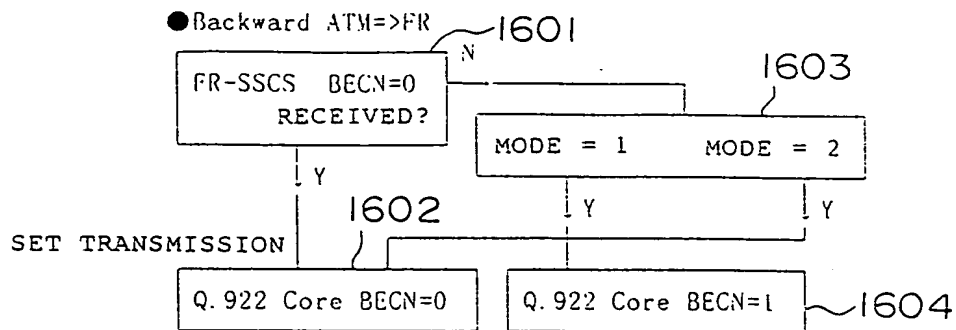 ●Backward ATM=>FR
1601
N
FR-SSCS BECN=0
RECEIVED?
1603
MODE = 1 MODE = 2
Y
Y
Y
1602
SET TRANSMISSION
Q.922 Core BECN=0
Q.922 Core BECN=1
1604